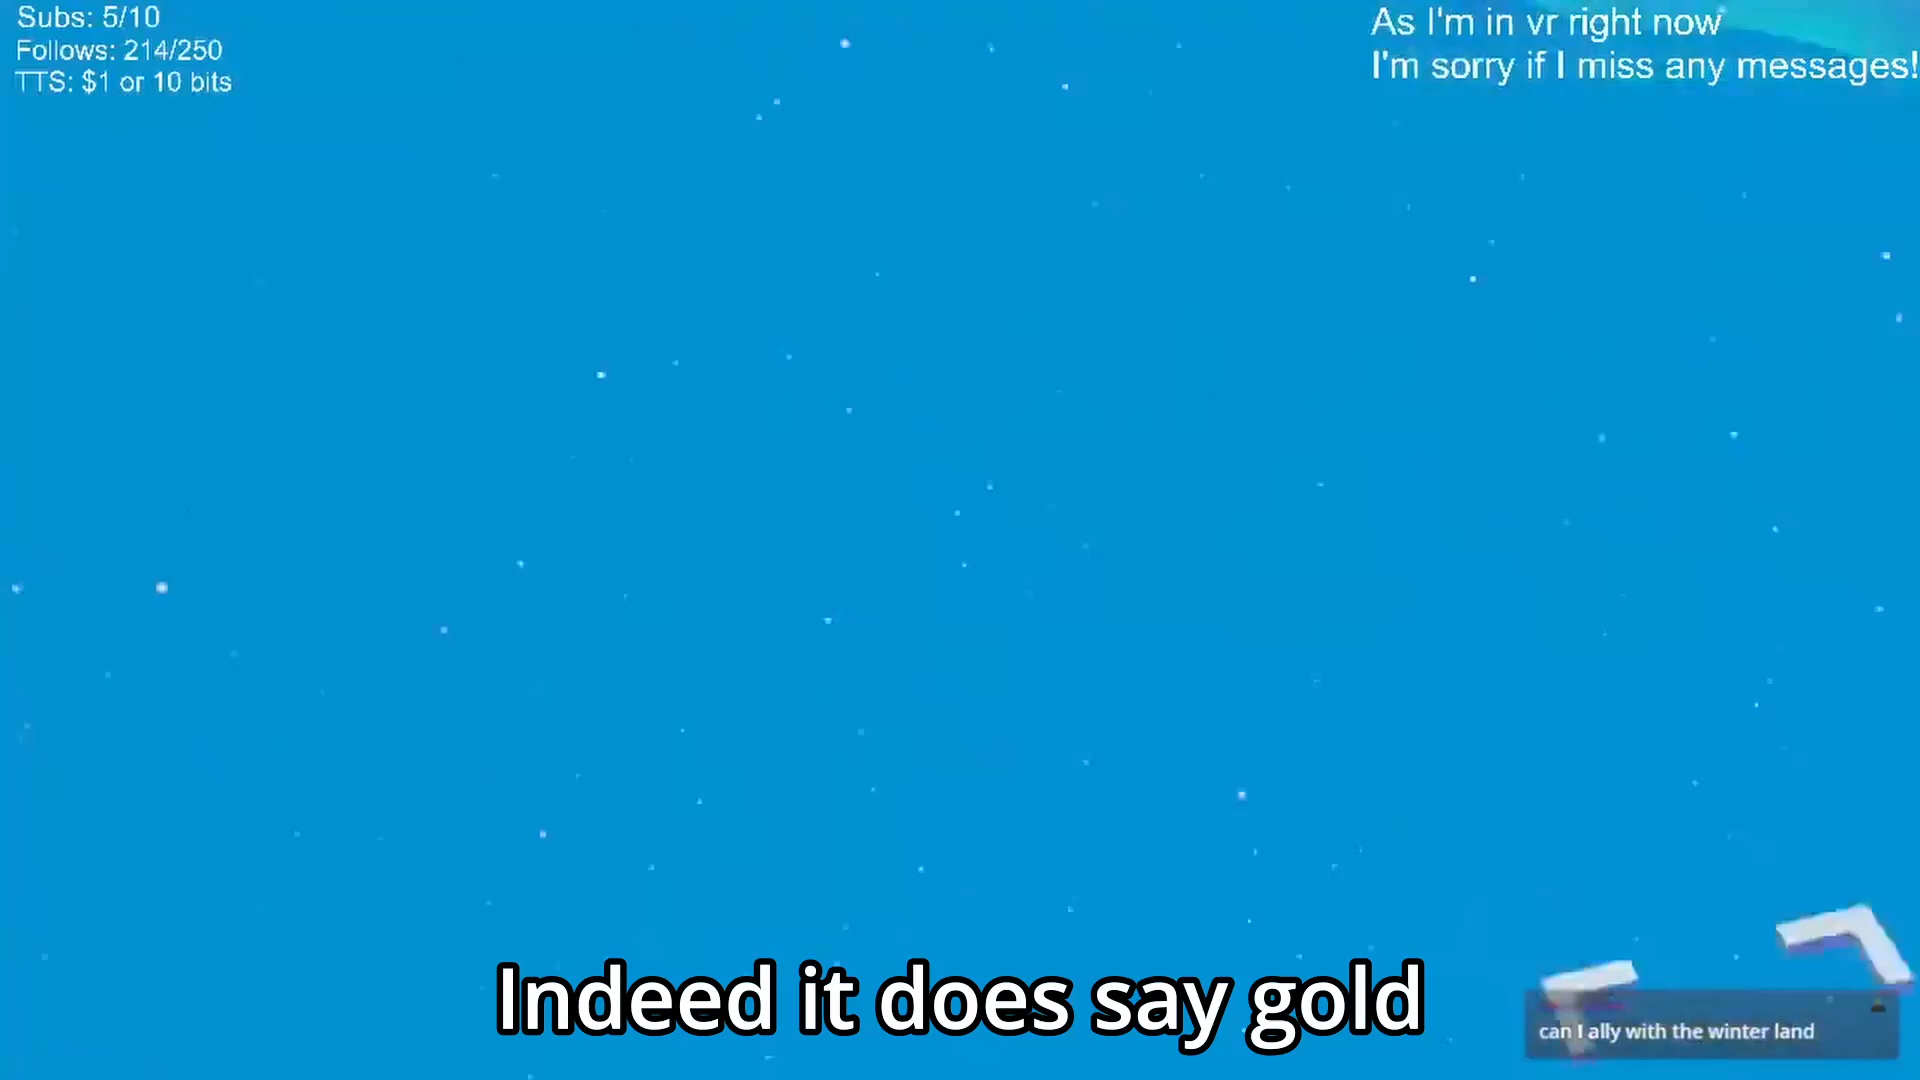 Subs: 5/10
Follows: 214/250
TTS: $1 or 10 bits
As I'm in vr right now
I'm sorry if I miss any messages!
Indeed it does say gold
can I ally with the winter land